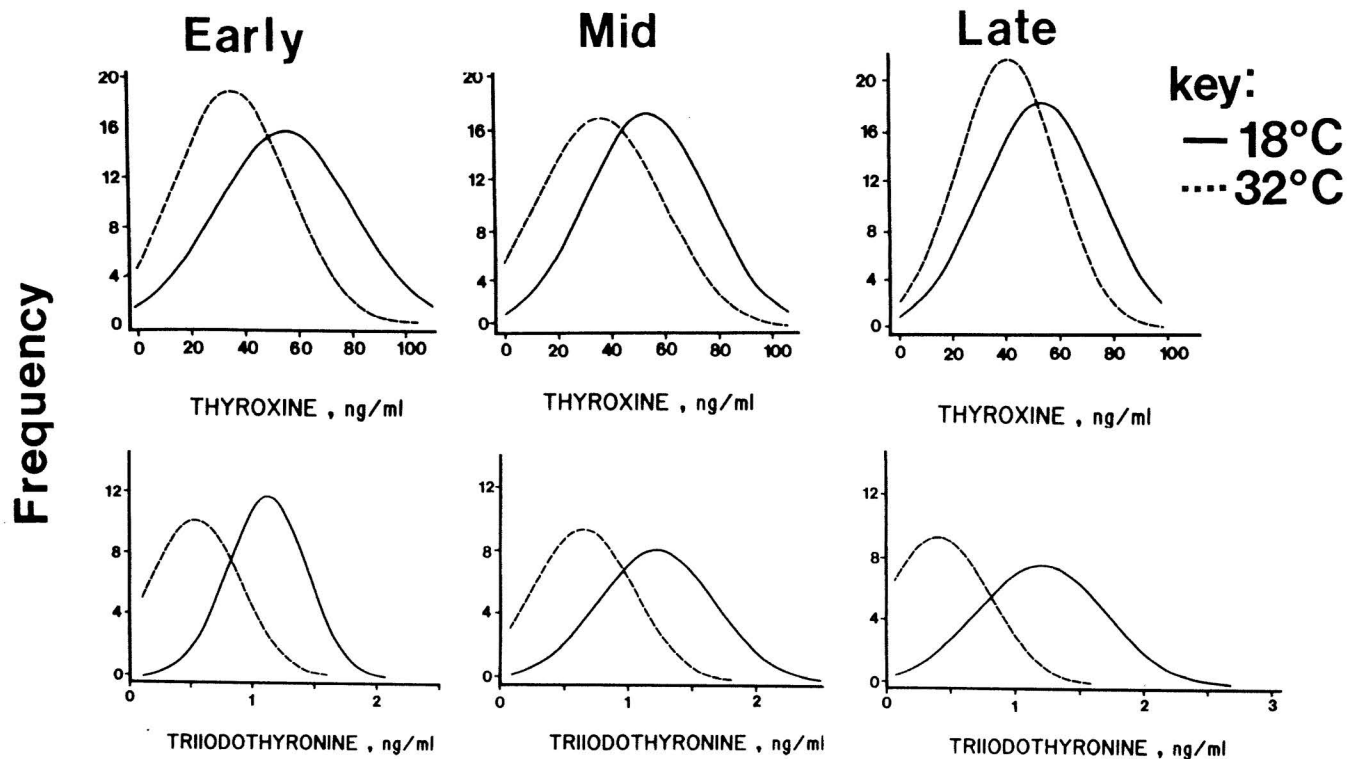 Early
Mid
Late
key:
— 18°C
.... 32°C
Frequency
20
16
12
8
4
0
0 20 40 60 80 100
THYROXINE , ng/ml
20
16
12
8
4
0
0 20 40 60 80 100
THYROXINE , ng/ml
20
16
12
8
4
0
0 20 40 60 80 100
THYROXINE , ng/ml
12
8
4
0
0 1 2
TRIIODOTHYRONINE , ng/ml
12
8
4
0
0 1 2
TRIIODOTHYRONINE , ng/ml
12
8
4
0
0 1 2 3
TRIIODOTHYRONINE , ng/ml